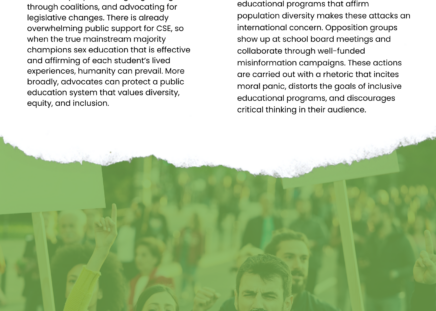 through coalitions, and advocating for
legislative changes. There is already
overwhelming public support for CSE, so
when the true mainstream majority
champions sex education that is effective
and affirming of each student's lived
experiences, humanity can prevail. More
broadly, advocates can protect a public
education system that values diversity,
equity, and inclusion.
educational programs that affirm
population diversity makes these attacks an
international concern. Opposition groups
show up at school board meetings and
collaborate through well-funded
misinformation campaigns. These actions
are carried out with a rhetoric that incites
moral panic, distorts the goals of inclusive
educational programs, and discourages
critical thinking in their audience.